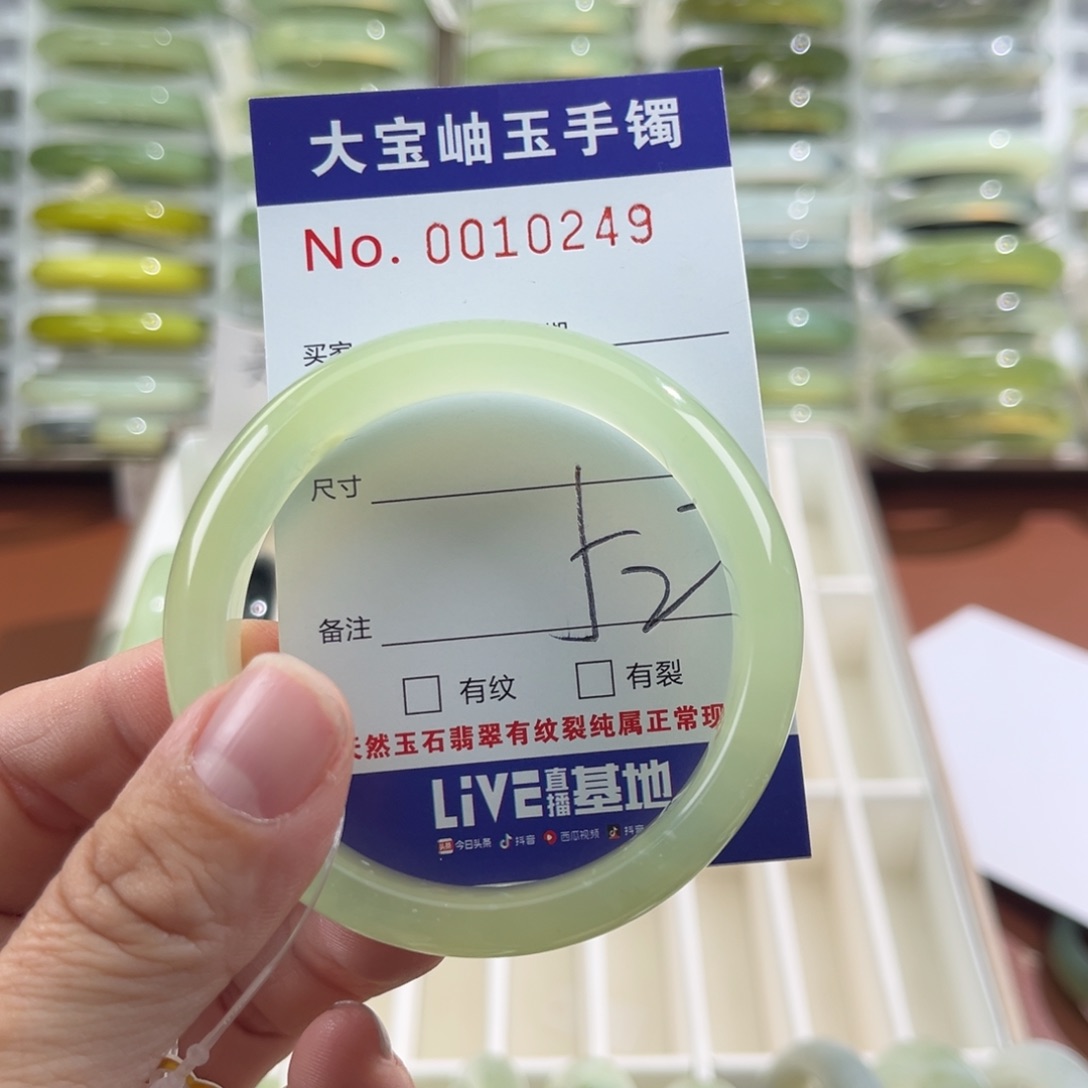 大宝岫玉手镯
No. 0010249
买家
尺寸
备注
有纹 有裂
然玉石翡翠有纹裂纯属正常现
LiVE直播基地
今日头条 抖音 西瓜视频 抖音